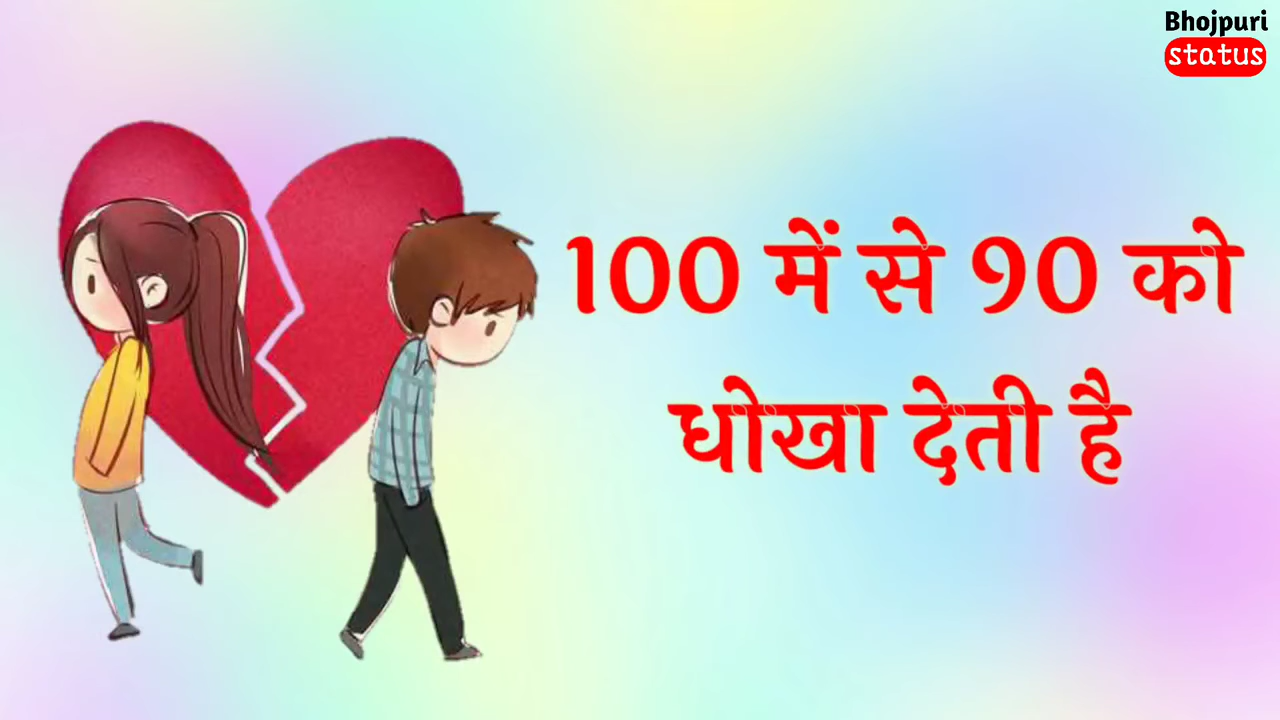 Bhojpuri
status
100 में से 90 को
धोखा देती है